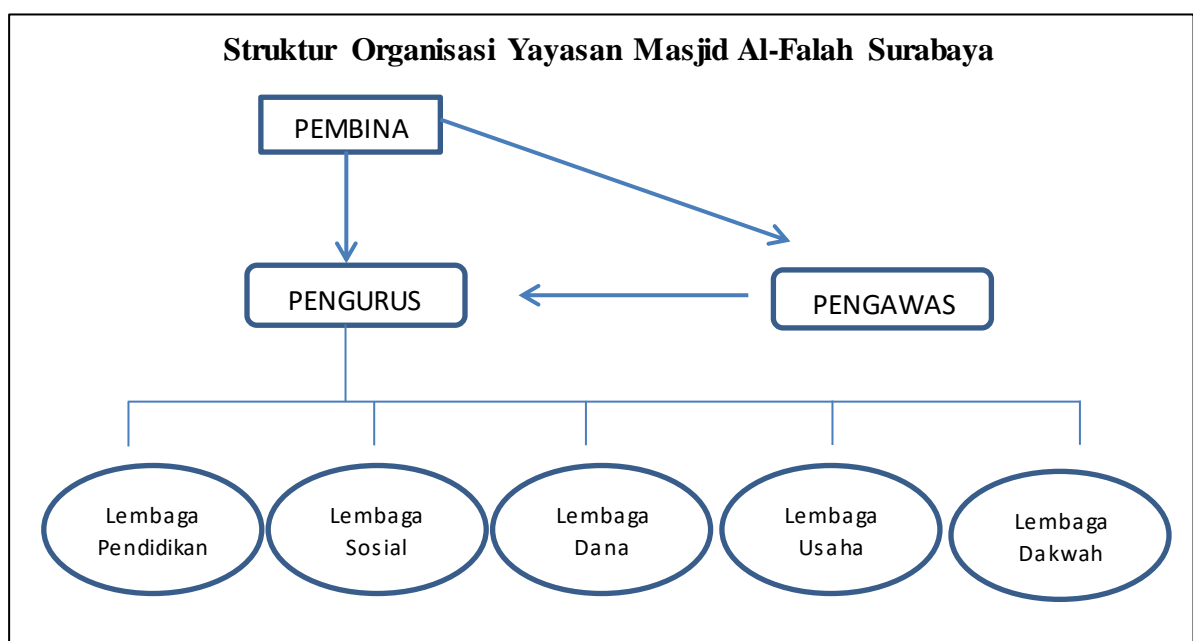 Struktur Organisasi Yayasan Masjid Al-Falah Surabaya
PEMBINA
PENGURUS
PENGAWAS
Lembaga
Pendidikan
Lembaga
Sosial
Lembaga
Dana
Lembaga
Usaha
Lembaga
Dakwah